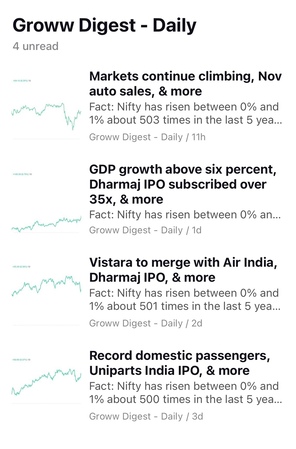 Groww Digest - Daily
4 unread
Markets continue climbing, Nov
auto sales, & more
Fact: Nifty has risen between 0% and
1% about 503 times in the last 5 yea...
Groww Digest - Daily / 11h
GDP growth above six percent,
Dharmaj IPO subscribed over
35x, & more
Fact: Nifty has risen between 0% an...
Groww Digest - Daily / 1d
Vistara to merge with Air India,
Dharmaj IPO, & more
Fact: Nifty has risen between 0% and
1% about 501 times in the last 5 yea...
Groww Digest - Daily / 2d
Record domestic passengers,
Uniparts India IPO, & more
Fact: Nifty has risen between 0% and
1% about 500 times in the last 5 yea...
Groww Digest - Daily / 3d